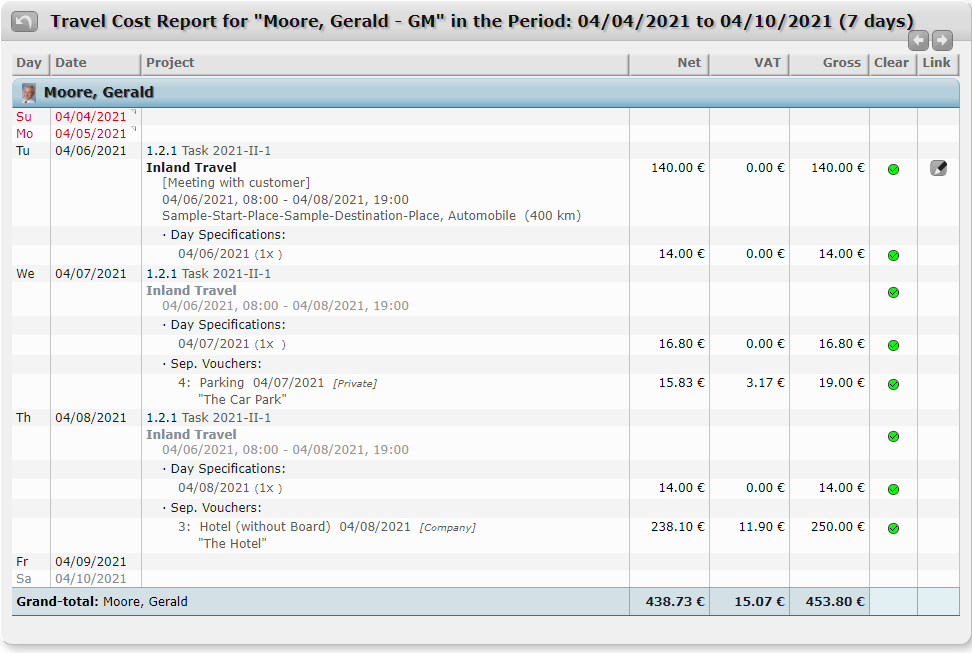 Travel Cost Report for "Moore, Gerald - GM" in the Period: 04/04/2021 to 04/10/2021 (7 days)
Day Date Project Net VAT Gross Clear Link
Moore, Gerald
Su 04/04/2021
Mo 04/05/2021
Tu 04/06/2021 1.2.1 Task 2021-II-1
Inland Travel 140.00 € 0.00 € 140.00 €
[Meeting with customer]
04/06/2021, 08:00 - 04/08/2021, 19:00
Sample-Start-Place-Sample-Destination-Place, Automobile (400 km)
· Day Specifications:
04/06/2021 (1x ) 14.00 € 0.00 € 14.00 €
We 04/07/2021 1.2.1 Task 2021-II-1
Inland Travel
04/06/2021, 08:00 - 04/08/2021, 19:00
· Day Specifications:
04/07/2021 (1x ) 16.80 € 0.00 € 16.80 €
· Sep. Vouchers:
4: Parking 04/07/2021 [Private] 15.83 € 3.17 € 19.00 €
"The Car Park"
Th 04/08/2021 1.2.1 Task 2021-II-1
Inland Travel
04/06/2021, 08:00 - 04/08/2021, 19:00
· Day Specifications:
04/08/2021 (1x ) 14.00 € 0.00 € 14.00 €
· Sep. Vouchers:
3: Hotel (without Board) 04/08/2021 [Company] 238.10 € 11.90 € 250.00 €
"The Hotel"
Fr 04/09/2021
Sa 04/10/2021
Grand-total: Moore, Gerald 438.73 € 15.07 € 453.80 €